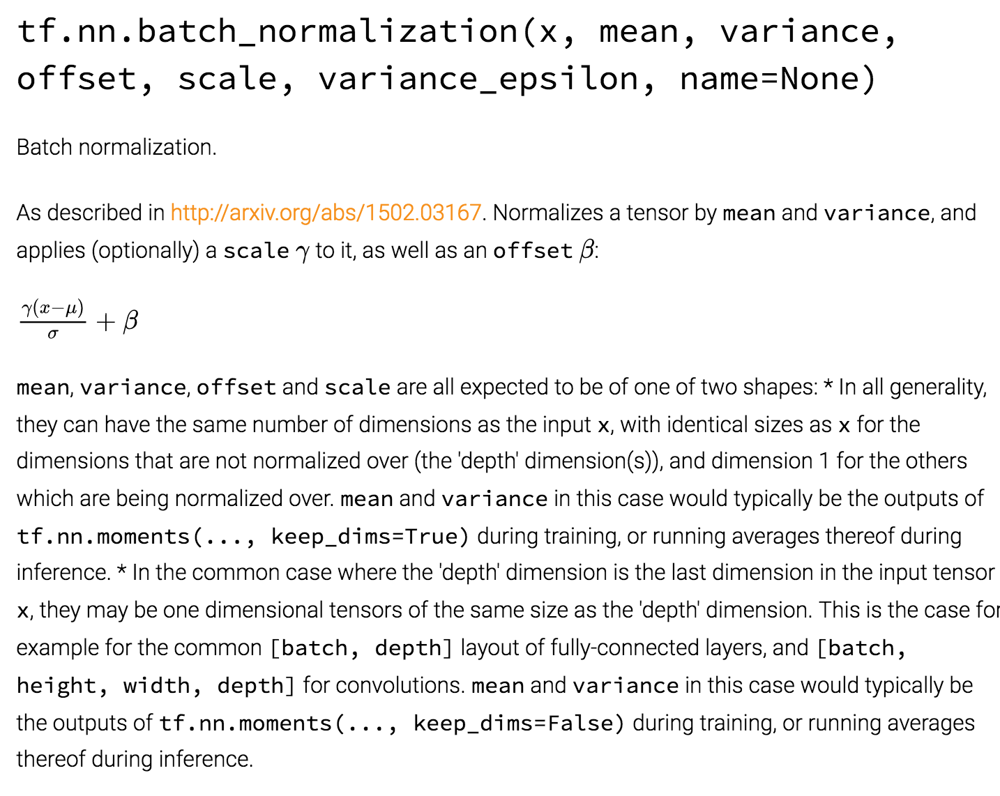 tf.nn.batch_normalization(x, mean, variance,
offset, scale, variance_epsilon, name=None)
Batch normalization.
As described in http://arxiv.org/abs/1502.03167. Normalizes a tensor by mean and variance, and
applies (optionally) a scale γ to it, as well as an offset β:
γ(x−μ)
σ
+ β
mean, variance, offset and scale are all expected to be of one of two shapes: * In all generality,
they can have the same number of dimensions as the input x, with identical sizes as x for the
dimensions that are not normalized over (the 'depth' dimension(s)), and dimension 1 for the others
which are being normalized over. mean and variance in this case would typically be the outputs of
tf.nn.moments(..., keep_dims=True) during training, or running averages thereof during
inference. * In the common case where the 'depth' dimension is the last dimension in the input tensor
x, they may be one dimensional tensors of the same size as the 'depth' dimension. This is the case for
example for the common [batch, depth] layout of fully-connected layers, and [batch,
height, width, depth] for convolutions. mean and variance in this case would typically be
the outputs of tf.nn.moments(..., keep_dims=False) during training, or running averages
thereof during inference.